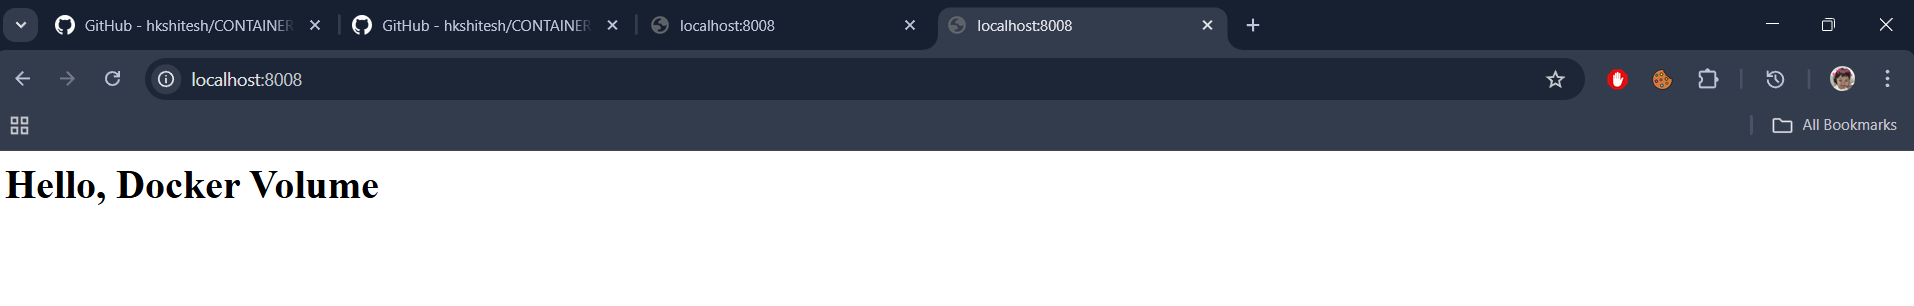 GitHub - hkshitesh/CONTAINER
GitHub - hkshitesh/CONTAINER
localhost:8008
localhost:8008
localhost:8008
All Bookmarks
Hello, Docker Volume